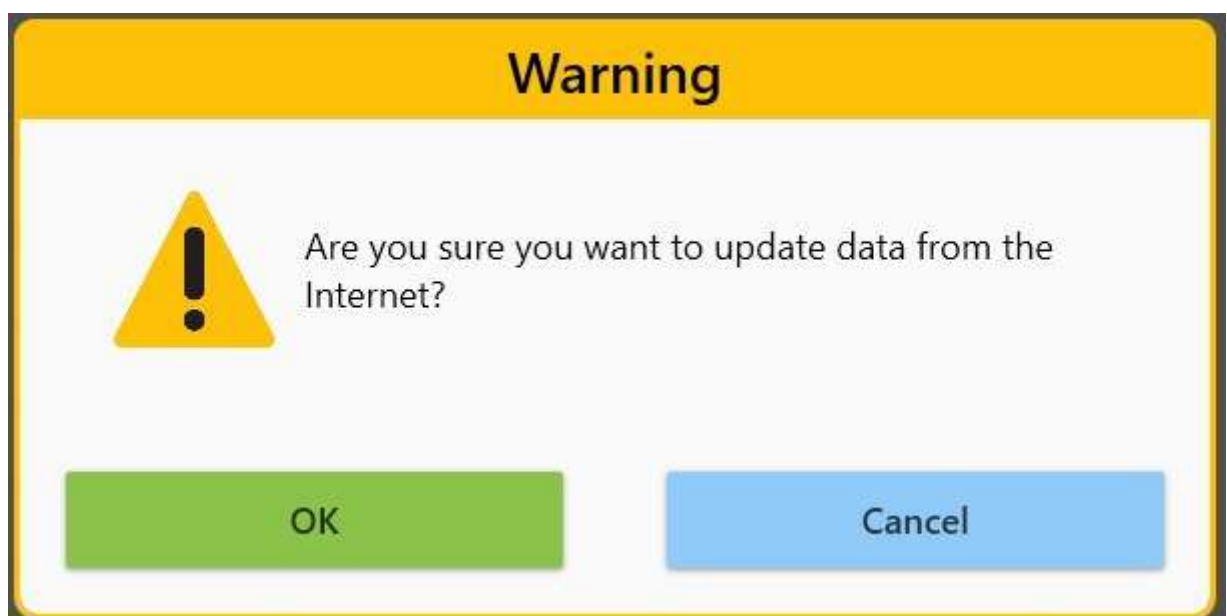 Warning
Are you sure you want to update data from the
Internet?
OK
Cancel